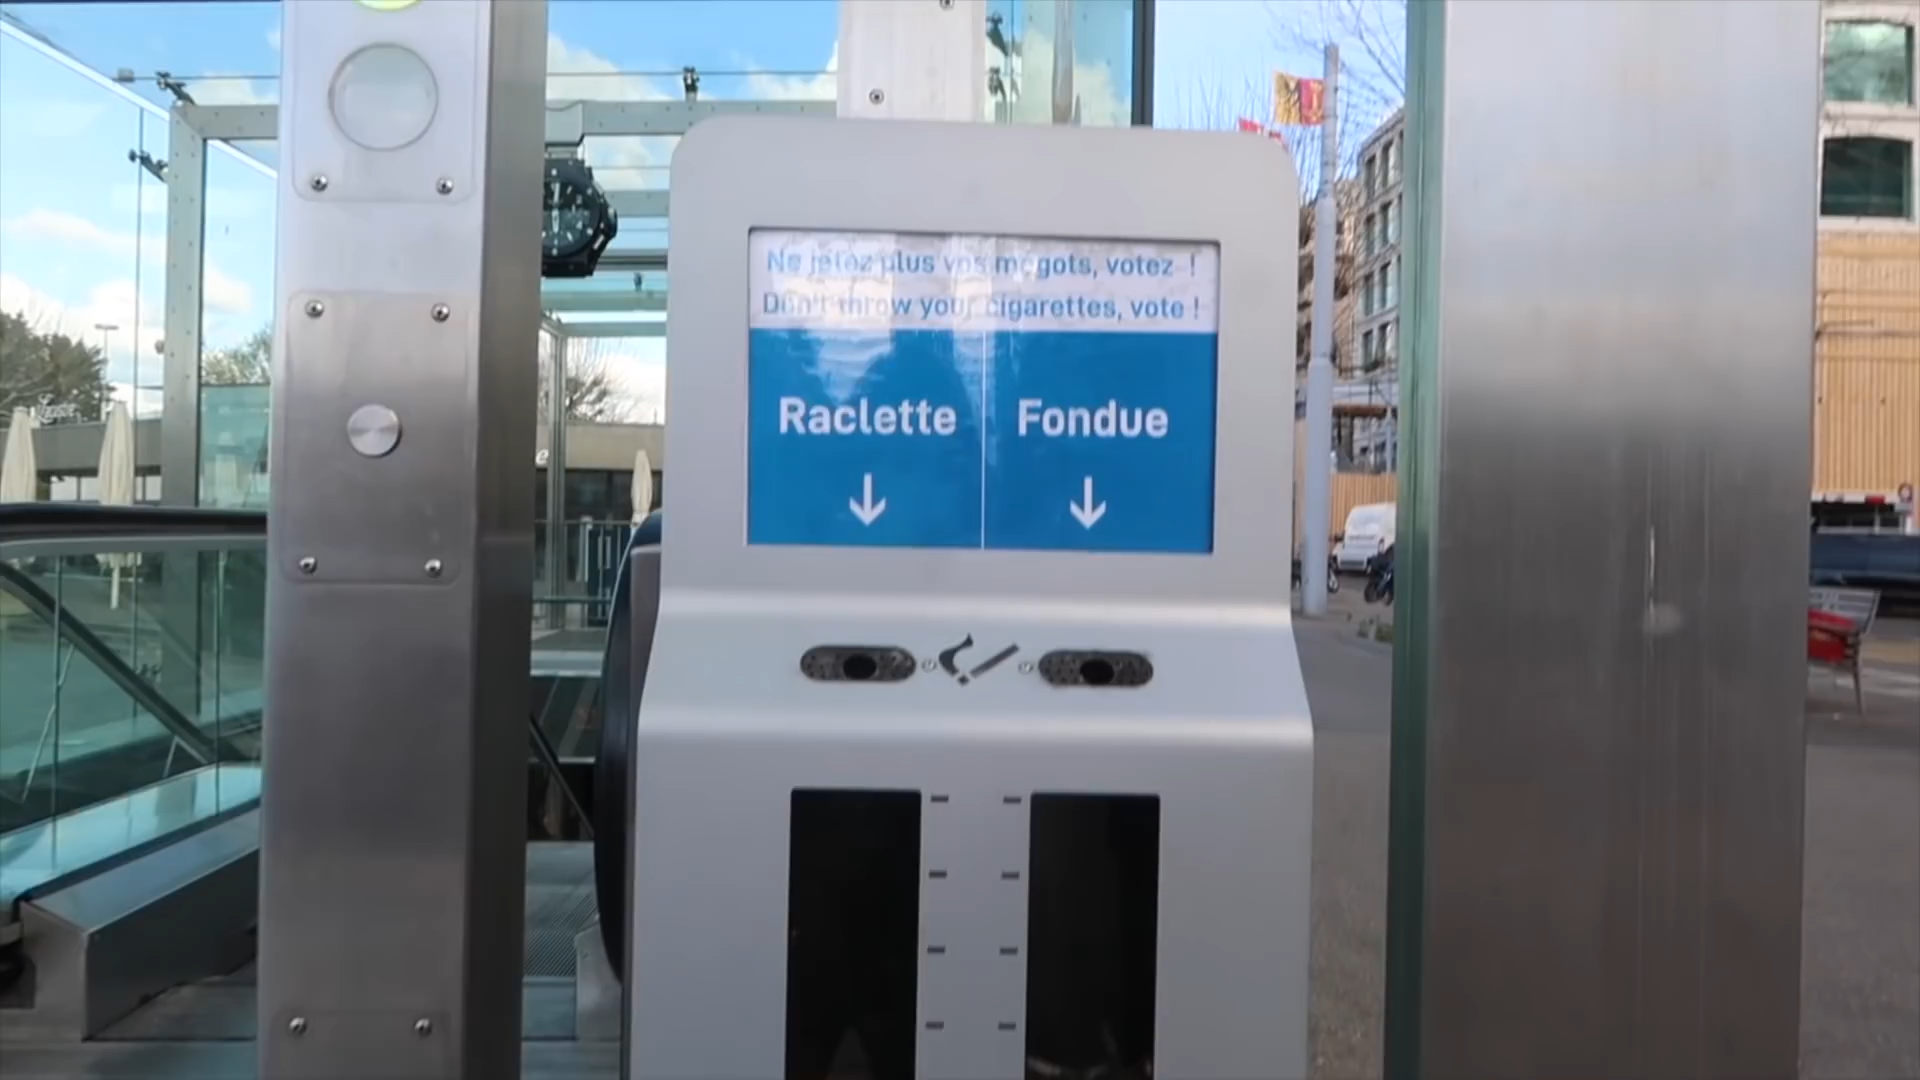 Ne jetez plus vos mégots, votez !
Don't throw your cigarettes, vote !
Raclette
Fondue